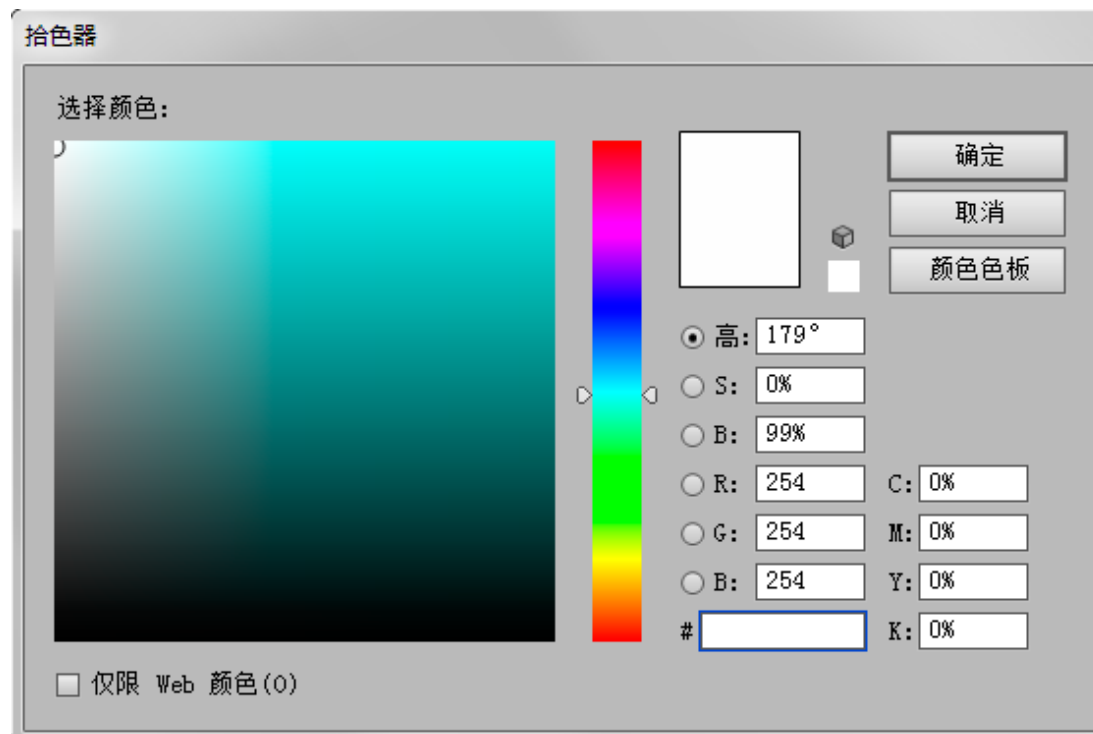 拾色器
选择颜色:
确定
取消
颜色色板
高: 179°
S: 0%
B: 99%
R: 254 C: 0%
G: 254 M: 0%
B: 254 Y: 0%
# K: 0%
仅限 Web 颜色(O)